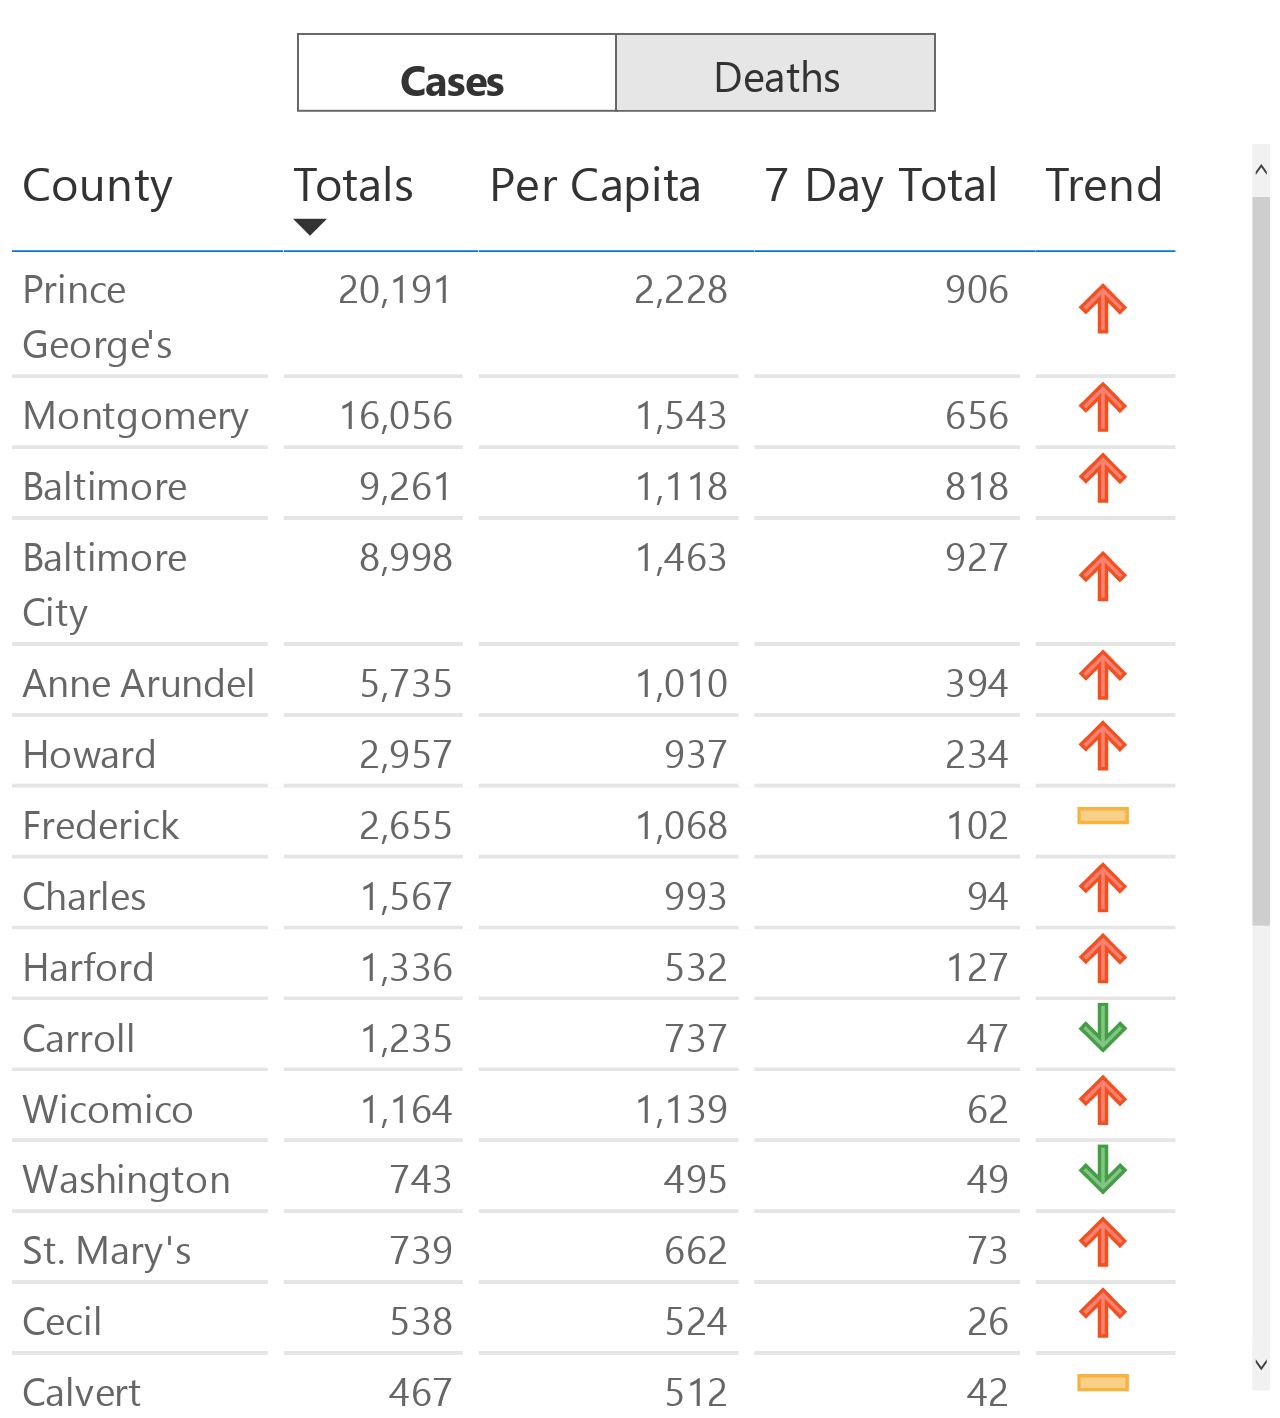 Cases Deaths
County Totals Per Capita 7 Day Total Trend
Prince 20,191 2,228 906
George's
Montgomery 16,056 1,543 656
Baltimore 9,261 1,118 818
Baltimore 8,998 1,463 927
City
Anne Arundel 5,735 1,010 394
Howard 2,957 937 234
Frederick 2,655 1,068 102
Charles 1,567 993 94
Harford 1,336 532 127
Carroll 1,235 737 47
Wicomico 1,164 1,139 62
Washington 743 495 49
St. Mary's 739 662 73
Cecil 538 524 26
Calvert 467 512 42